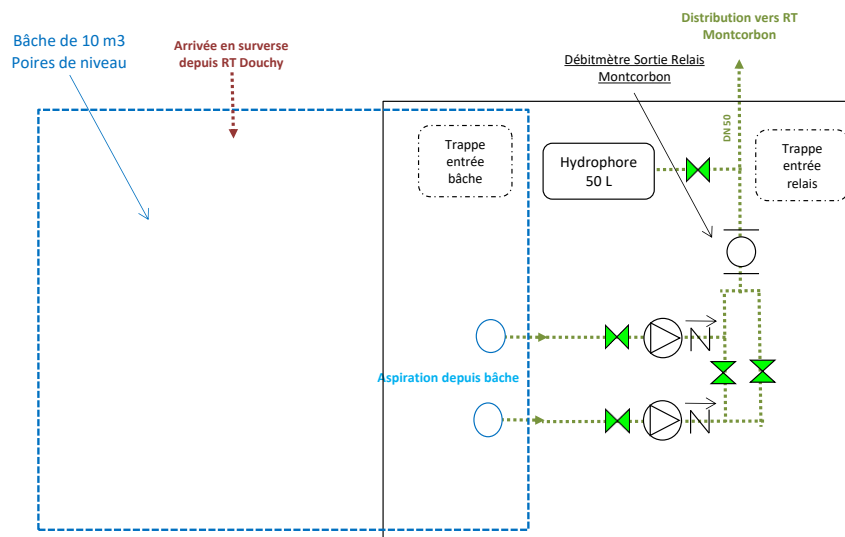 Bâche de 10 m3
Poires de niveau
Arrivée en surverse
depuis RT Douchy
Distribution vers RT
Montcorbon
Débitmètre Sortie Relais
Montcorbon
DN 50
Trappe
entrée
bâche
Hydrophore
50 L
Trappe
entrée
relais
Aspiration depuis bâche